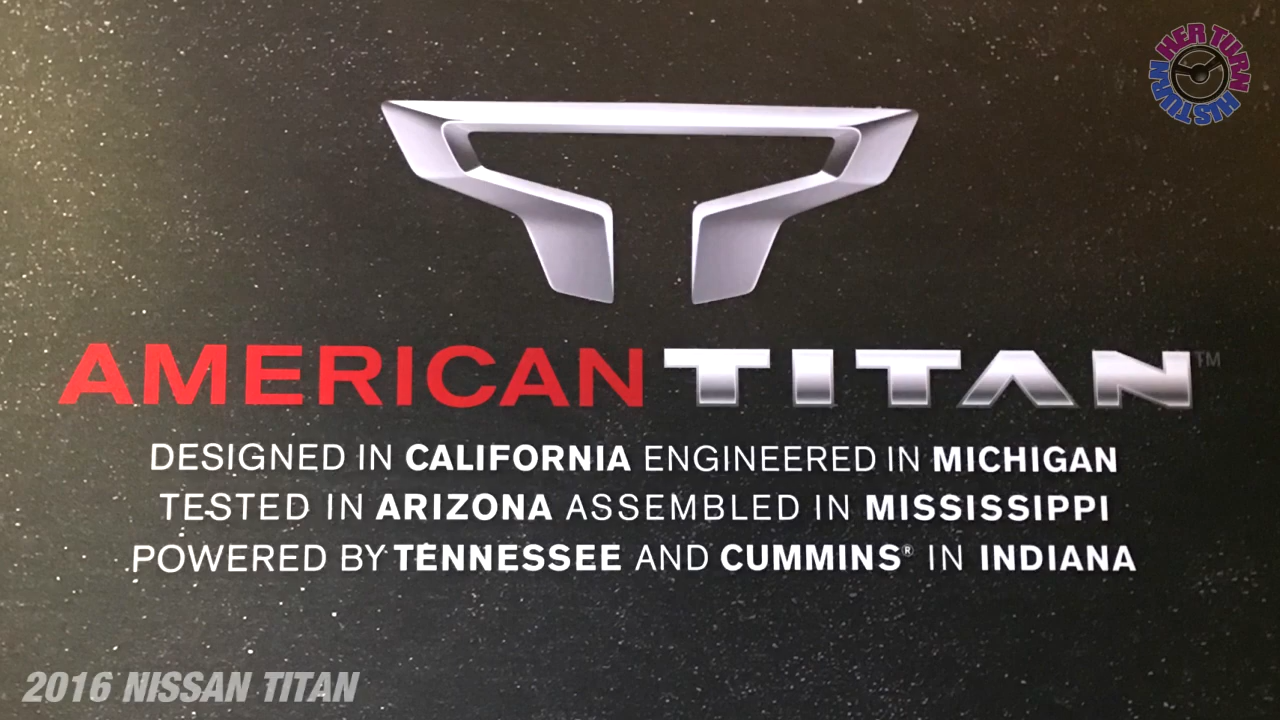 HER TURN
HIS TURN
AMERICAN TITAN™
DESIGNED IN CALIFORNIA ENGINEERED IN MICHIGAN
TESTED IN ARIZONA ASSEMBLED IN MISSISSIPPI
POWERED BY TENNESSEE AND CUMMINS® IN INDIANA
2016 NISSAN TITAN